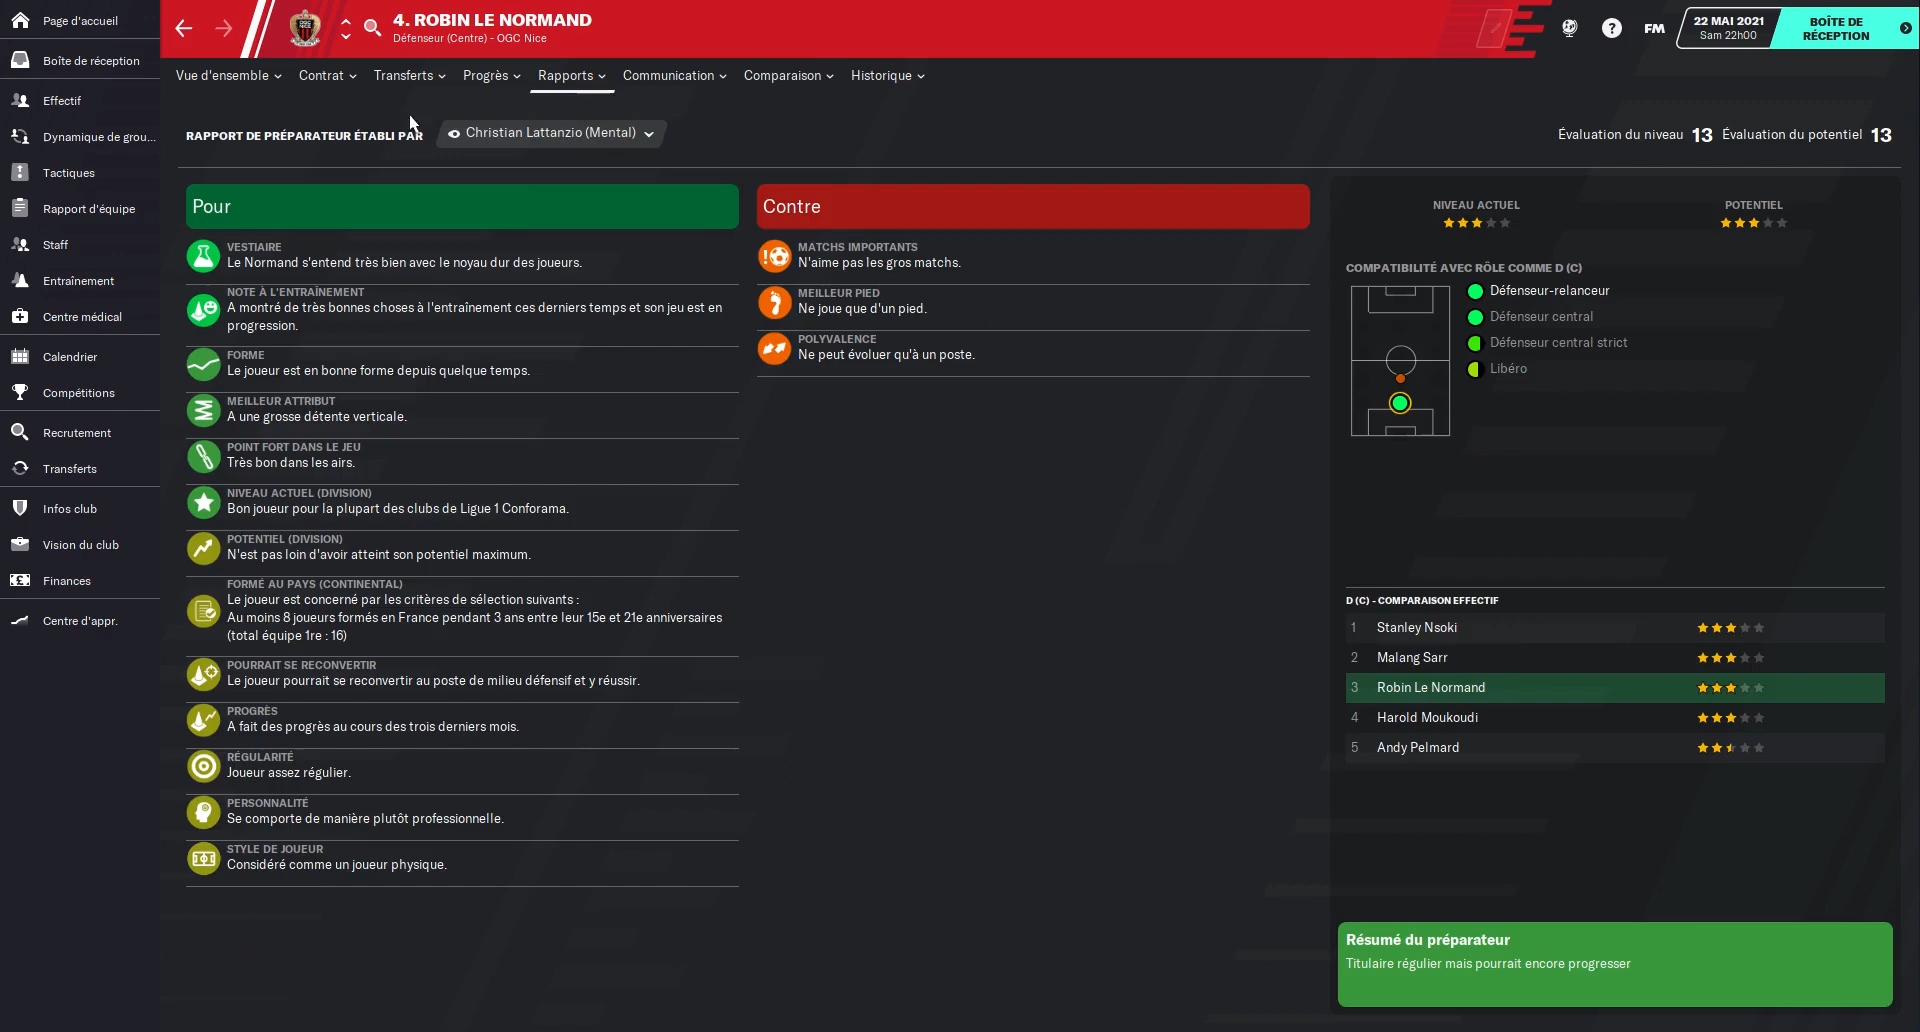 Page d'accueil
Boîte de réception
Effectif
Dynamique de grou...
Tactiques
Rapport d'équipe
Staff
Entraînement
Centre médical
Calendrier
Compétitions
Recrutement
Transferts
Infos club
Vision du club
Finances
Centre d'appr.
4. ROBIN LE NORMAND
Défenseur (Centre) - OGC Nice
FM
22 MAI 2021
Sam 22h00
BOÎTE DE
RÉCEPTION
Vue d'ensemble Contrat Transferts Progrès Rapports Communication Comparaison Historique
RAPPORT DE PRÉPARATEUR ÉTABLI PAR Christian Lattanzio (Mental)
Évaluation du niveau 13 Évaluation du potentiel 13
Pour
VESTIAIRE
Le Normand s'entend très bien avec le noyau dur des joueurs.
NOTE À L'ENTRAÎNEMENT
A montré de très bonnes choses à l'entraînement ces derniers temps et son jeu est en
progression.
FORME
Le joueur est en bonne forme depuis quelque temps.
MEILLEUR ATTRIBUT
A une grosse détente verticale.
POINT FORT DANS LE JEU
Très bon dans les airs.
NIVEAU ACTUEL (DIVISION)
Bon joueur pour la plupart des clubs de Ligue 1 Conforama.
POTENTIEL (DIVISION)
N'est pas loin d'avoir atteint son potentiel maximum.
FORMÉ AU PAYS (CONTINENTAL)
Le joueur est concerné par les critères de sélection suivants :
Au moins 8 joueurs formés en France pendant 3 ans entre leur 15e et 21e anniversaires
(total équipe 1re : 16)
POURRAIT SE RECONVERTIR
Le joueur pourrait se reconvertir au poste de milieu défensif et y réussir.
PROGRÈS
A fait des progrès au cours des trois derniers mois.
RÉGULARITÉ
Joueur assez régulier.
PERSONNALITÉ
Se comporte de manière plutôt professionnelle.
STYLE DE JOUEUR
Considéré comme un joueur physique.
Contre
MATCHS IMPORTANTS
N'aime pas les gros matchs.
MEILLEUR PIED
Ne joue que d'un pied.
POLYVALENCE
Ne peut évoluer qu'à un poste.
NIVEAU ACTUEL
POTENTIEL
COMPATIBILITÉ AVEC RÔLE COMME D (C)
Défenseur-relanceur
Défenseur central
Défenseur central strict
Libéro
D (C) - COMPARAISON EFFECTIF
1 Stanley Nsoki
2 Malang Sarr
3 Robin Le Normand
4 Harold Moukoudi
5 Andy Pelmard
Résumé du préparateur
Titulaire régulier mais pourrait encore progresser